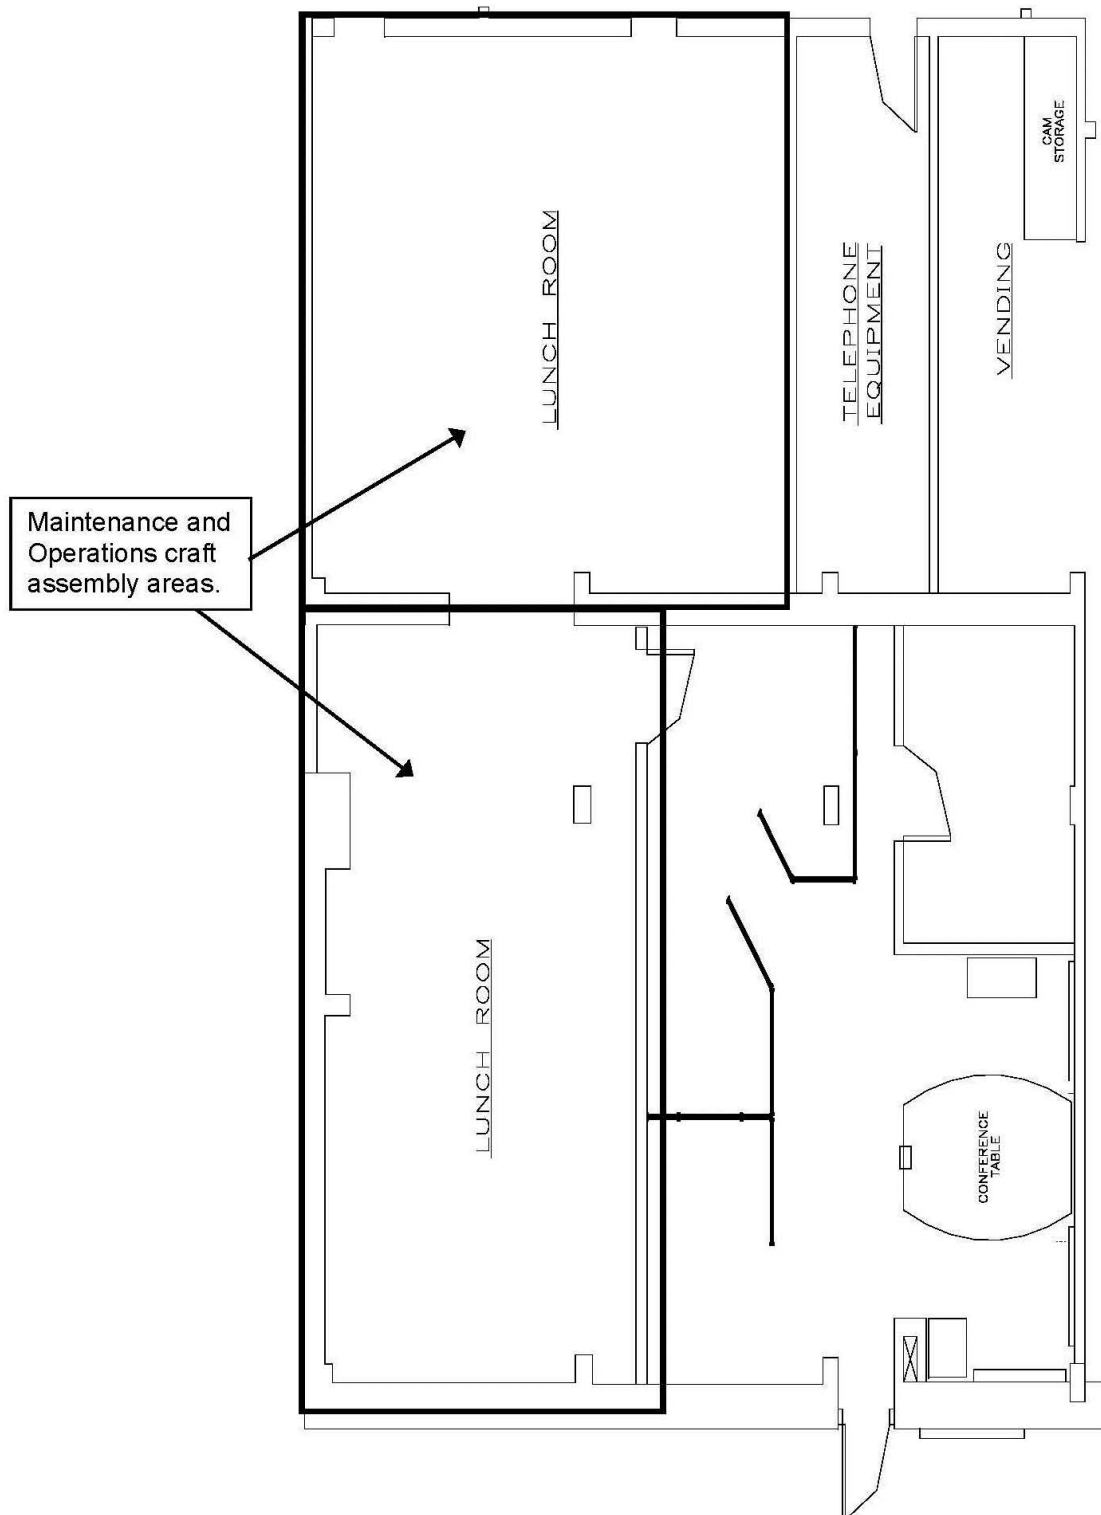 CAM
STORAGE
LUNCH ROOM
TELEPHONE
EQUIPMENT
VENDING
Maintenance and
Operations craft
assembly areas.
LUNCH ROOM
CONFERENCE
TABLE